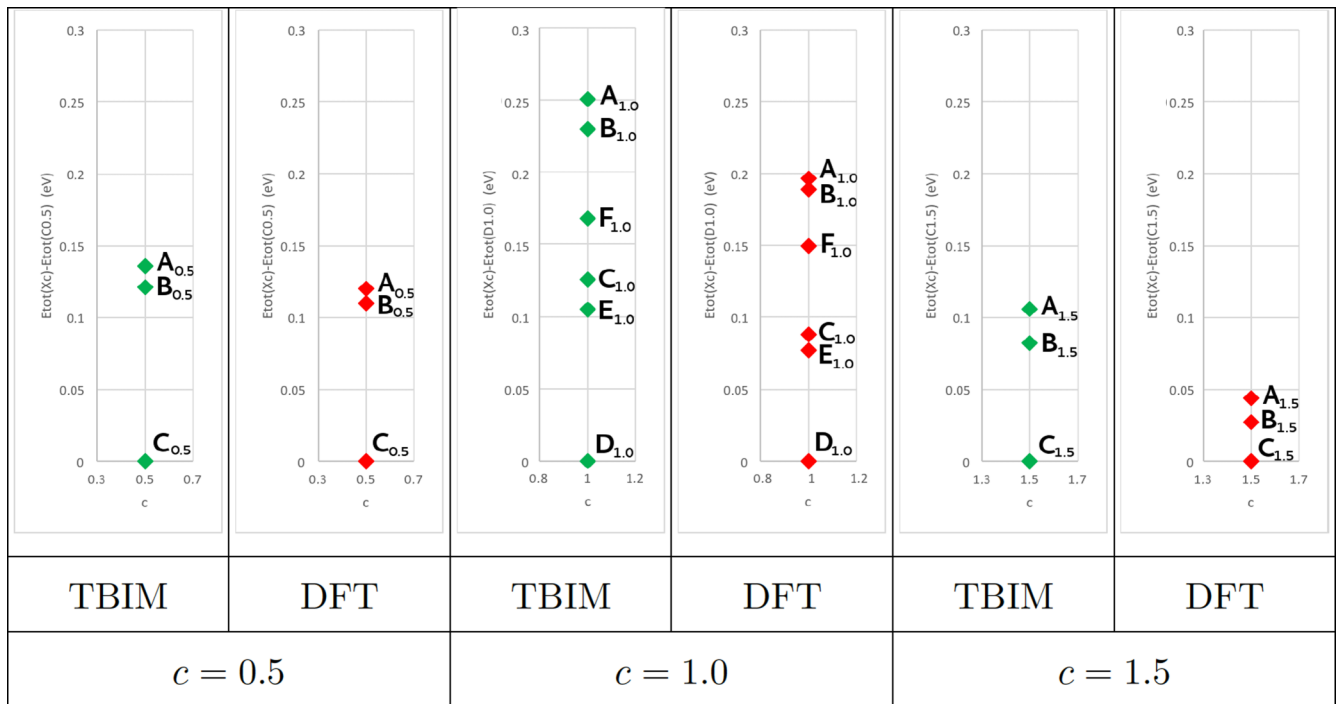 Etot(Xc)-Etot(C0.5) (eV)
0.3
0.25
0.2
0.15
0.1
0.05
0
A0.5
B0.5
C0.5
0.3 0.5 0.7
c
Etot(Xc)-Etot(C0.5) (eV)
0.3
0.25
0.2
0.15
0.1
0.05
0
A0.5
B0.5
C0.5
0.3 0.5 0.7
c
Etot(Xc)-Etot(D1.0) (eV)
0.3
0.25
0.2
0.15
0.1
0.05
0
A1.0
B1.0
F1.0
C1.0
E1.0
D1.0
0.8 1 1.2
c
Etot(Xc)-Etot(D1.0) (eV)
0.3
0.25
0.2
0.15
0.1
0.05
0
A1.0
B1.0
F1.0
C1.0
E1.0
D1.0
0.8 1 1.2
c
Etot(Xc)-Etot(C1.5) (eV)
0.3
0.25
0.2
0.15
0.1
0.05
0
A1.5
B1.5
C1.5
1.3 1.5 1.7
c
Etot(Xc)-Etot(C1.5) (eV)
0.3
0.25
0.2
0.15
0.1
0.05
0
A1.5
B1.5
C1.5
1.3 1.5 1.7
c
TBIM DFT TBIM DFT TBIM DFT
c = 0.5 c = 1.0 c = 1.5